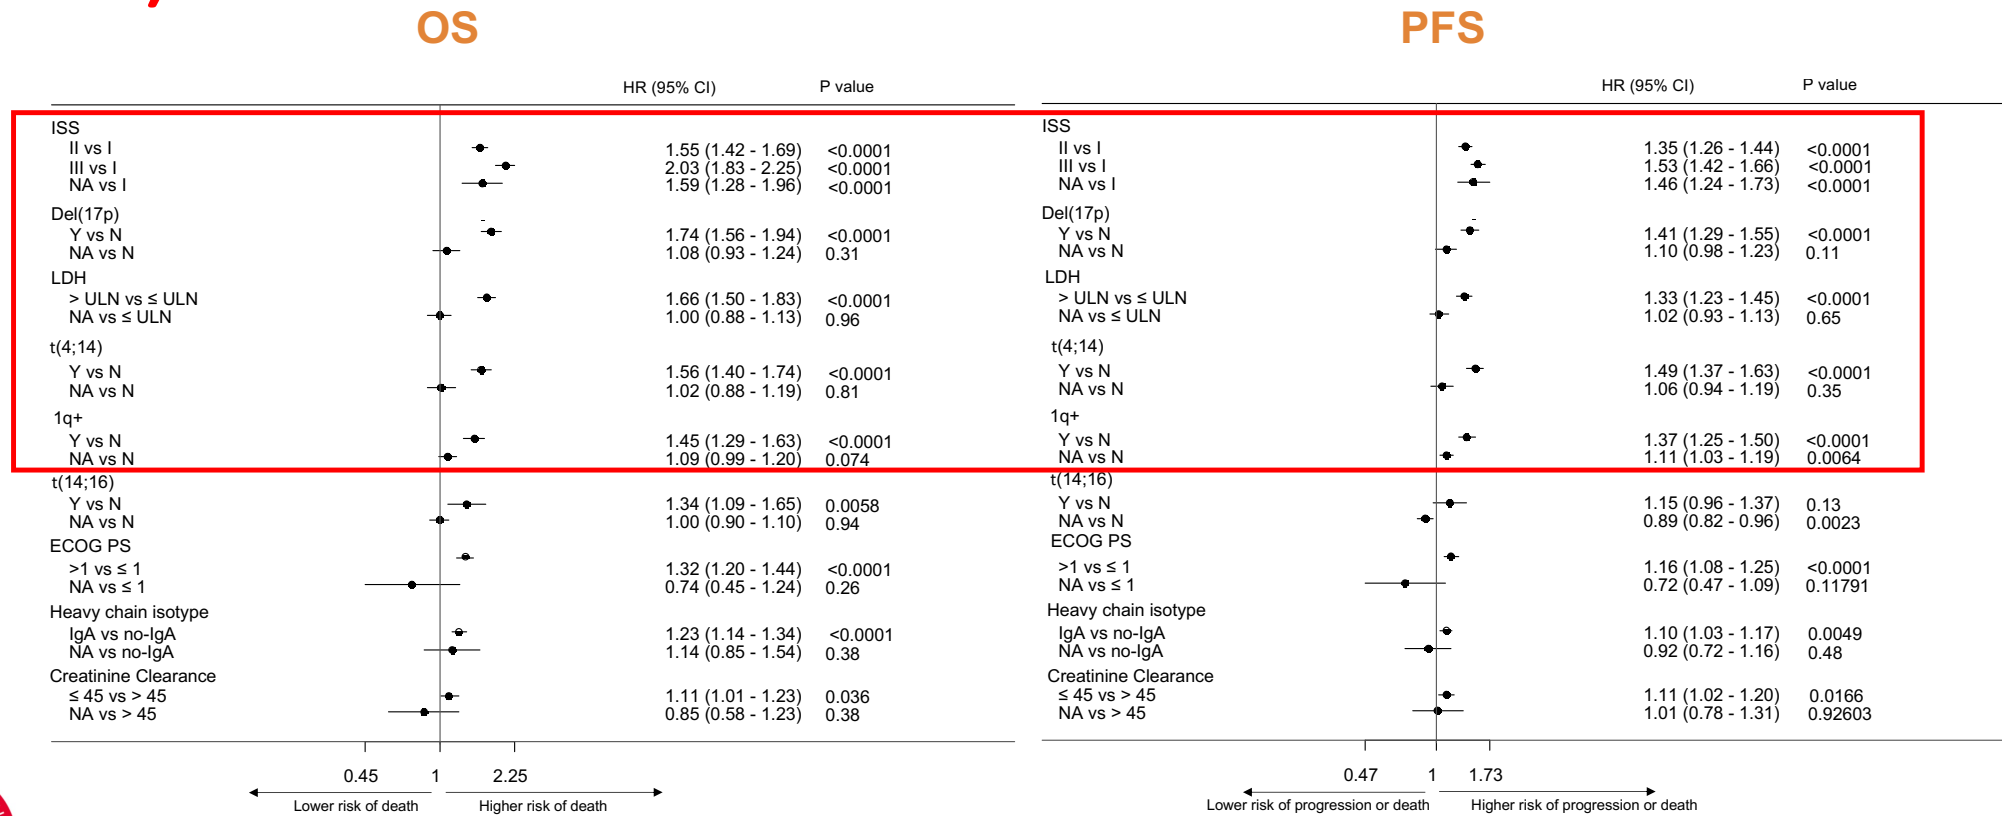 OS
HR (95% CI) P value
ISS
II vs I 1.55 (1.42 - 1.69) <0.0001
III vs I 2.03 (1.83 - 2.25) <0.0001
NA vs I 1.59 (1.28 - 1.96) <0.0001
Del(17p)
Y vs N 1.74 (1.56 - 1.94) <0.0001
NA vs N 1.08 (0.93 - 1.24) 0.31
LDH
> ULN vs ≤ ULN 1.66 (1.50 - 1.83) <0.0001
NA vs ≤ ULN 1.00 (0.88 - 1.13) 0.96
t(4;14)
Y vs N 1.56 (1.40 - 1.74) <0.0001
NA vs N 1.02 (0.88 - 1.19) 0.81
1q+
Y vs N 1.45 (1.29 - 1.63) <0.0001
NA vs N 1.09 (0.99 - 1.20) 0.074
t(14;16)
Y vs N 1.34 (1.09 - 1.65) 0.0058
NA vs N 1.00 (0.90 - 1.10) 0.94
ECOG PS
>1 vs ≤ 1 1.32 (1.20 - 1.44) <0.0001
NA vs ≤ 1 0.74 (0.45 - 1.24) 0.26
Heavy chain isotype
IgA vs no-IgA 1.23 (1.14 - 1.34) <0.0001
NA vs no-IgA 1.14 (0.85 - 1.54) 0.38
Creatinine Clearance
≤ 45 vs > 45 1.11 (1.01 - 1.23) 0.036
NA vs > 45 0.85 (0.58 - 1.23) 0.38
0.45 1 2.25
Lower risk of death Higher risk of death
PFS
HR (95% CI) P value
ISS
II vs I 1.35 (1.26 - 1.44) <0.0001
III vs I 1.53 (1.42 - 1.66) <0.0001
NA vs I 1.46 (1.24 - 1.73) <0.0001
Del(17p)
Y vs N 1.41 (1.29 - 1.55) <0.0001
NA vs N 1.10 (0.98 - 1.23) 0.11
LDH
> ULN vs ≤ ULN 1.33 (1.23 - 1.45) <0.0001
NA vs ≤ ULN 1.02 (0.93 - 1.13) 0.65
t(4;14)
Y vs N 1.49 (1.37 - 1.63) <0.0001
NA vs N 1.06 (0.94 - 1.19) 0.35
1q+
Y vs N 1.37 (1.25 - 1.50) <0.0001
NA vs N 1.11 (1.03 - 1.19) 0.0064
t(14;16)
Y vs N 1.15 (0.96 - 1.37) 0.13
NA vs N 0.89 (0.82 - 0.96) 0.0023
ECOG PS
>1 vs ≤ 1 1.16 (1.08 - 1.25) <0.0001
NA vs ≤ 1 0.72 (0.47 - 1.09) 0.11791
Heavy chain isotype
IgA vs no-IgA 1.10 (1.03 - 1.17) 0.0049
NA vs no-IgA 0.92 (0.72 - 1.16) 0.48
Creatinine Clearance
≤ 45 vs > 45 1.11 (1.02 - 1.20) 0.0166
NA vs > 45 1.01 (0.78 - 1.31) 0.92603
0.47 1 1.73
Lower risk of progression or death Higher risk of progression or death